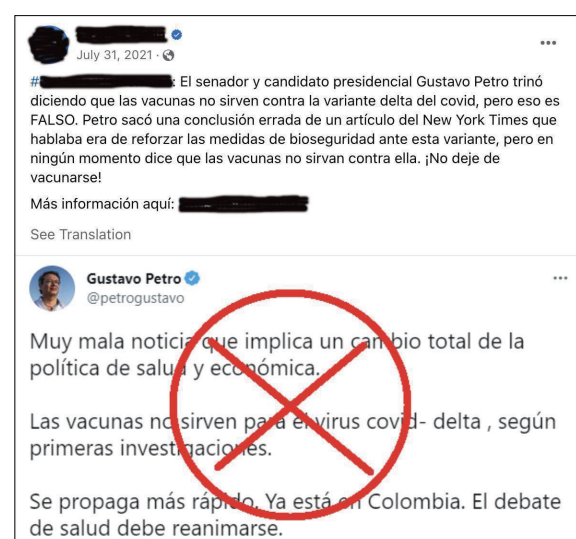 July 31, 2021 ·
#: El senador y candidato presidencial Gustavo Petro trinó
diciendo que las vacunas no sirven contra la variante delta del covid, pero eso es
FALSO. Petro sacó una conclusión errada de un artículo del New York Times que
hablaba era de reforzar las medidas de bioseguridad ante esta variante, pero en
ningún momento dice que las vacunas no sirvan contra ella. ¡No deje de
vacunarse!
Más información aquí:
See Translation
Gustavo Petro
@petrogustavo
Muy mala noticia que implica un cambio total de la
política de salud y económica.
Las vacunas no sirven para el virus covid- delta , según
primeras investigaciones.
Se propaga más rápido. Ya está en Colombia. El debate
de salud debe reanimarse.